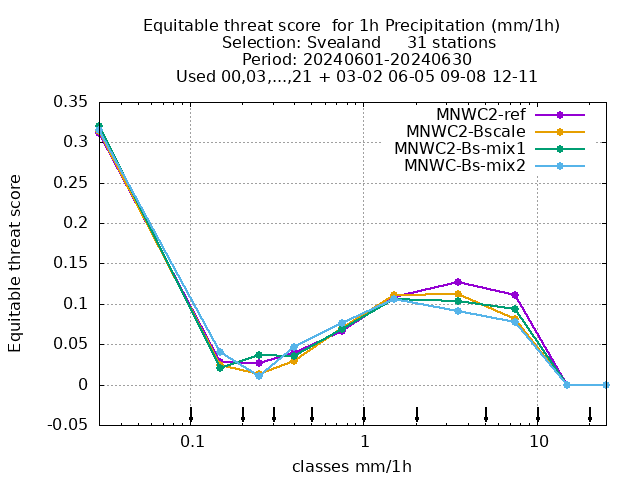 Equitable threat score  for 1h Precipitation (mm/1h)
Selection: Svealand     31 stations
Period: 20240601-20240630
Used 00,03,...,21 + 03-02 06-05 09-08 12-11
MNWC2-ref
MNWC2-Bscale
MNWC2-Bs-mix1
MNWC-Bs-mix2
Equitable threat score
0.35
0.3
0.25
0.2
0.15
0.1
0.05
0
-0.05
0.1 1 10
classes mm/1h